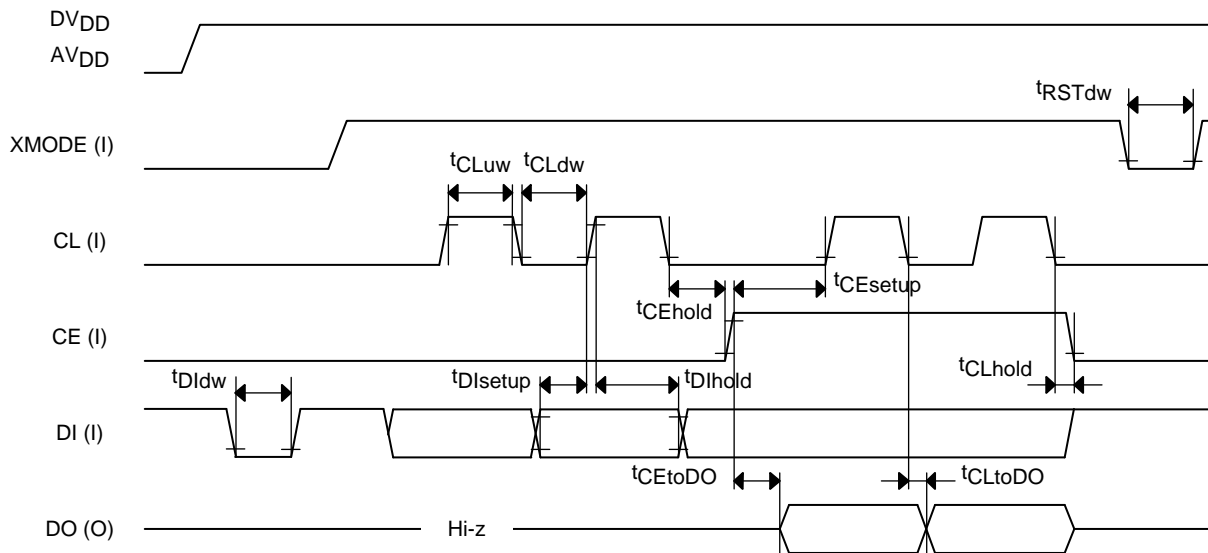 DVDD
AVDD
tRSTdw
XMODE (I)
tCLuw tCLdw
CL (I)
tCEhold tCEsetup
CE (I)
tDIdw tDIsetup tDIhold tCLhold
DI (I)
tCEtoDO tCLtoDO
DO (O) Hi-z